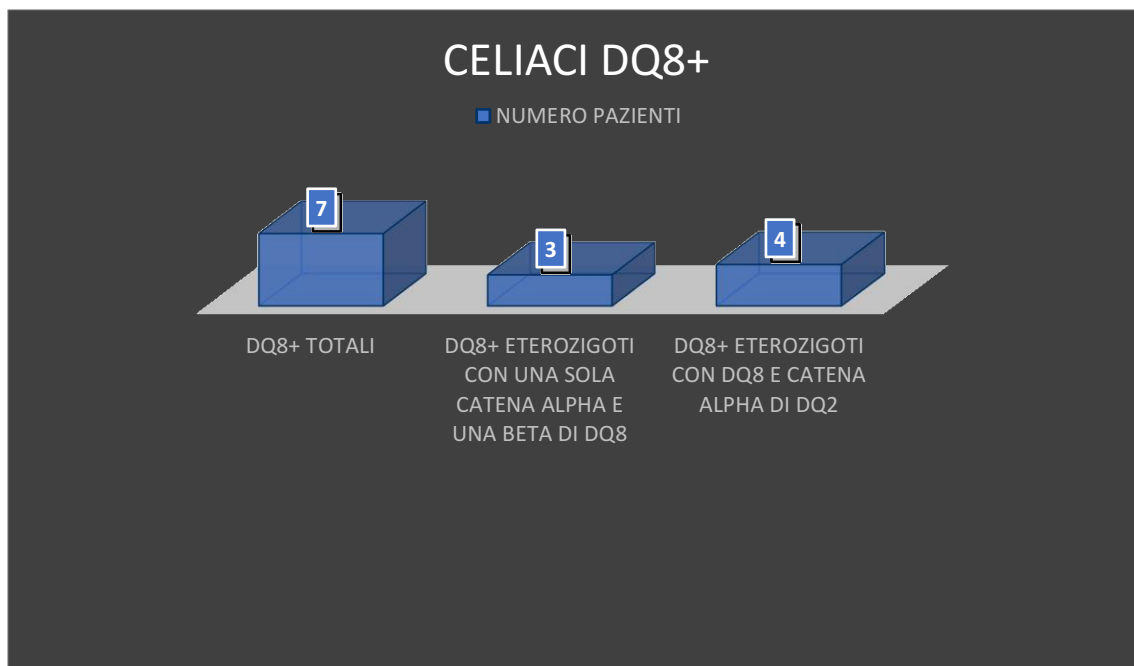 CELIACI DQ8+
NUMERO PAZIENTI
7
3
4
DQ8+ TOTALI
DQ8+ ETEROZIGOTI
CON UNA SOLA
CATENA ALPHA E
UNA BETA DI DQ8
DQ8+ ETEROZIGOTI
CON DQ8 E CATENA
ALPHA DI DQ2